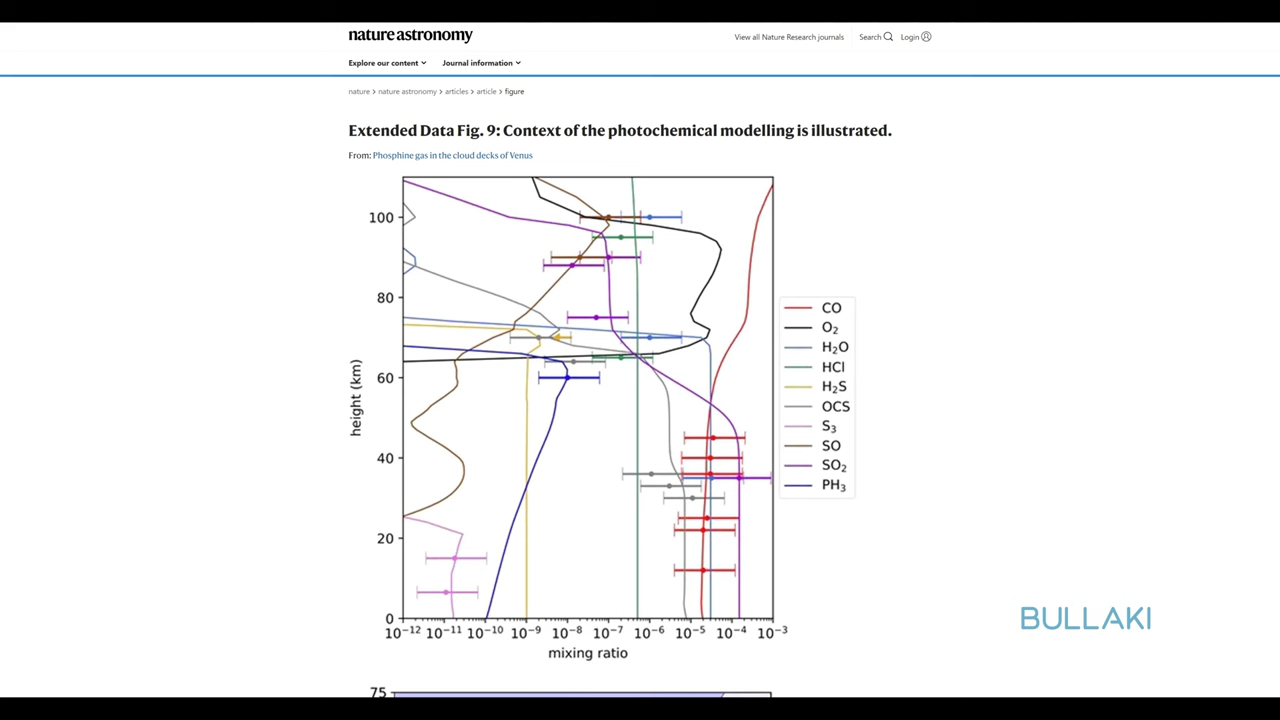 nature astronomy
View all Nature Research journals
Search
Login
Explore our content
Journal information
nature > nature astronomy > articles > article > figure
Extended Data Fig. 9: Context of the photochemical modelling is illustrated.
From: Phosphine gas in the cloud decks of Venus
100
80
60
40
20
0
height (km)
10⁻¹² 10⁻¹¹ 10⁻¹⁰ 10⁻⁹ 10⁻⁸ 10⁻⁷ 10⁻⁶ 10⁻⁵ 10⁻⁴ 10⁻³
mixing ratio
CO
O₂
H₂O
HCl
H₂S
OCS
S₃
SO
SO₂
PH₃
BULLAKI
75